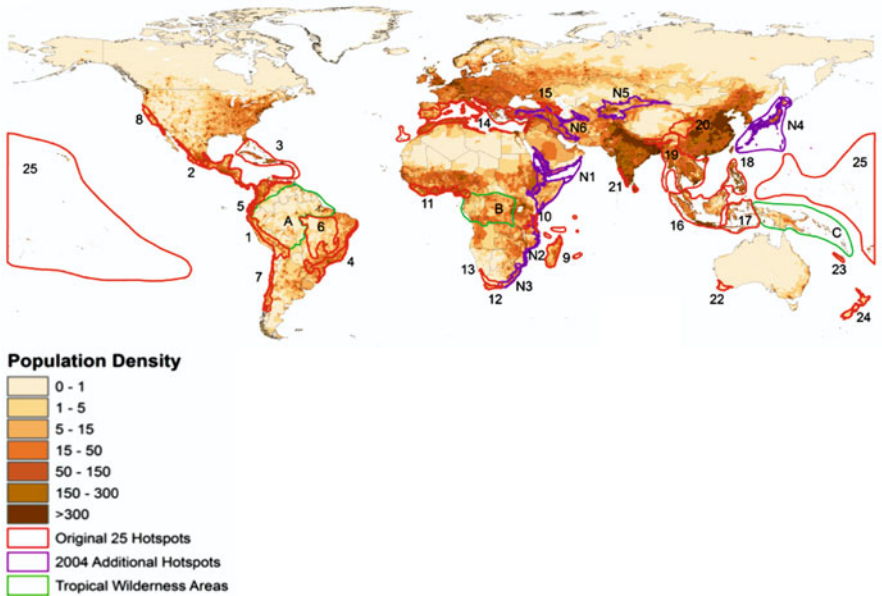 15
N5
20
N4
8
14
N6
25
3
25
19
18
2
N1
21
11
5
A
B
10
6
16
17
C
1
4
N2
9
23
7
13
N3
12
22
24
Population Density
0 - 1
1 - 5
5 - 15
15 - 50
50 - 150
150 - 300
>300
Original 25 Hotspots
2004 Additional Hotspots
Tropical Wilderness Areas